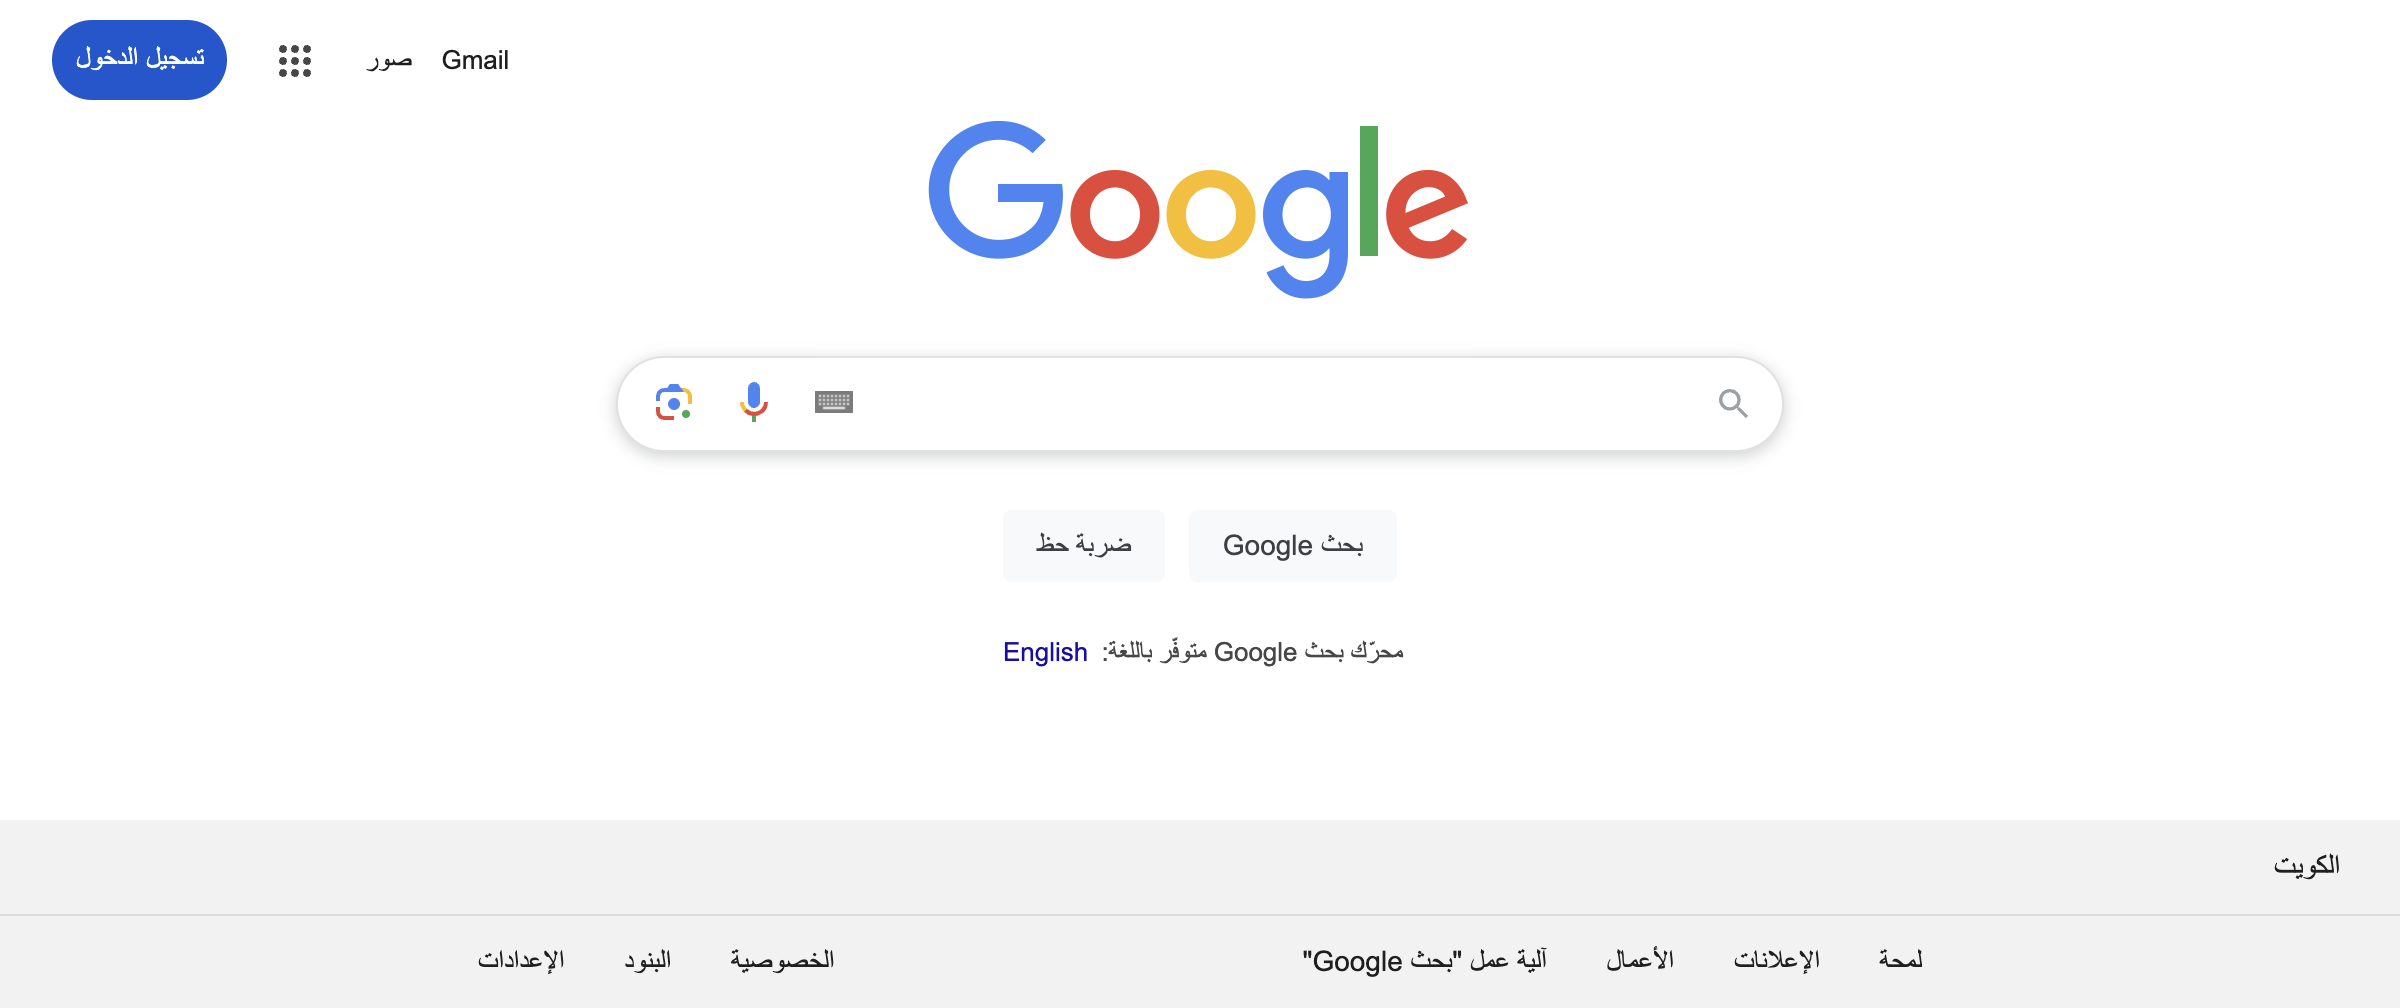 Gmail صور تسجيل الدخول
Google
بحث Google ضربة حظ
محرّك بحث Google متوفّر باللغة: English
الكويت
لمحة الإعلانات الأعمال آلية عمل "بحث Google" الخصوصية البنود الإعدادات